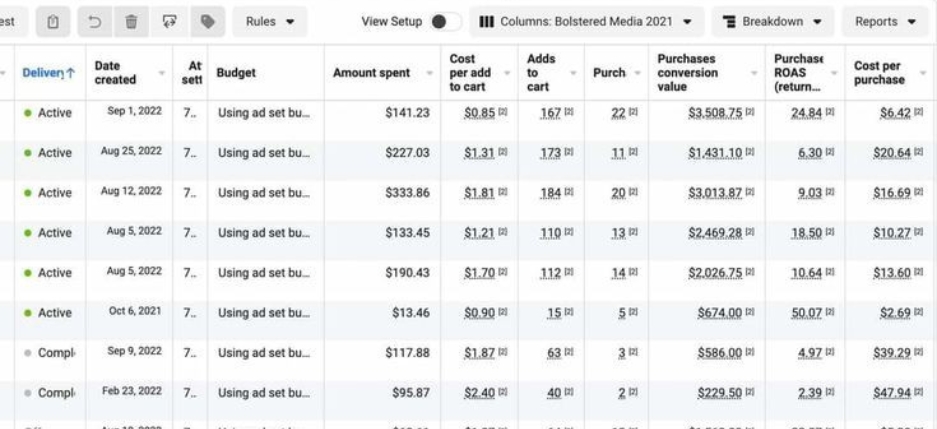 est Rules View Setup Columns: Bolstered Media 2021 Breakdown Reports
Delivery↑ Date created At sett Budget Amount spent Cost per add to cart Adds to cart Purch Purchases conversion value Purchase ROAS (return... Cost per purchase
Active Sep 1, 2022 7.. Using ad set bu... $141.23 $0.85 [2] 167 [2] 22 [2] $3,508.75 [2] 24.84 [2] $6.42 [2]
Active Aug 25, 2022 7.. Using ad set bu... $227.03 $1.31 [2] 173 [2] 11 [2] $1,431.10 [2] 6.30 [2] $20.64 [2]
Active Aug 12, 2022 7.. Using ad set bu... $333.86 $1.81 [2] 184 [2] 20 [2] $3,013.87 [2] 9.03 [2] $16.69 [2]
Active Aug 5, 2022 7.. Using ad set bu... $133.45 $1.21 [2] 110 [2] 13 [2] $2,469.28 [2] 18.50 [2] $10.27 [2]
Active Aug 5, 2022 7.. Using ad set bu... $190.43 $1.70 [2] 112 [2] 14 [2] $2,026.75 [2] 10.64 [2] $13.60 [2]
Active Oct 6, 2021 7.. Using ad set bu... $13.46 $0.90 [2] 15 [2] 5 [2] $674.00 [2] 50.07 [2] $2.69 [2]
Compl Sep 9, 2022 7.. Using ad set bu... $117.88 $1.87 [2] 63 [2] 3 [2] $586.00 [2] 4.97 [2] $39.29 [2]
Compl Feb 23, 2022 7.. Using ad set bu... $95.87 $2.40 [2] 40 [2] 2 [2] $229.50 [2] 2.39 [2] $47.94 [2]